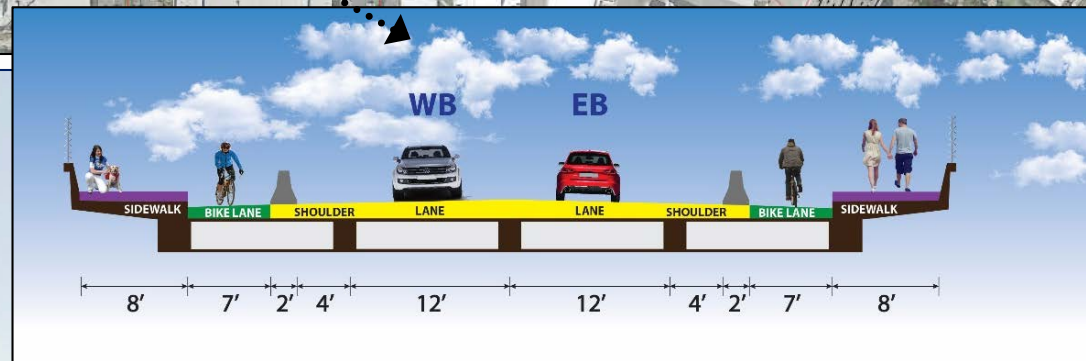 WB EB
SIDEWALK BIKE LANE SHOULDER LANE LANE SHOULDER BIKE LANE SIDEWALK
8' 7' 2' 4' 12' 12' 4' 2' 7' 8'